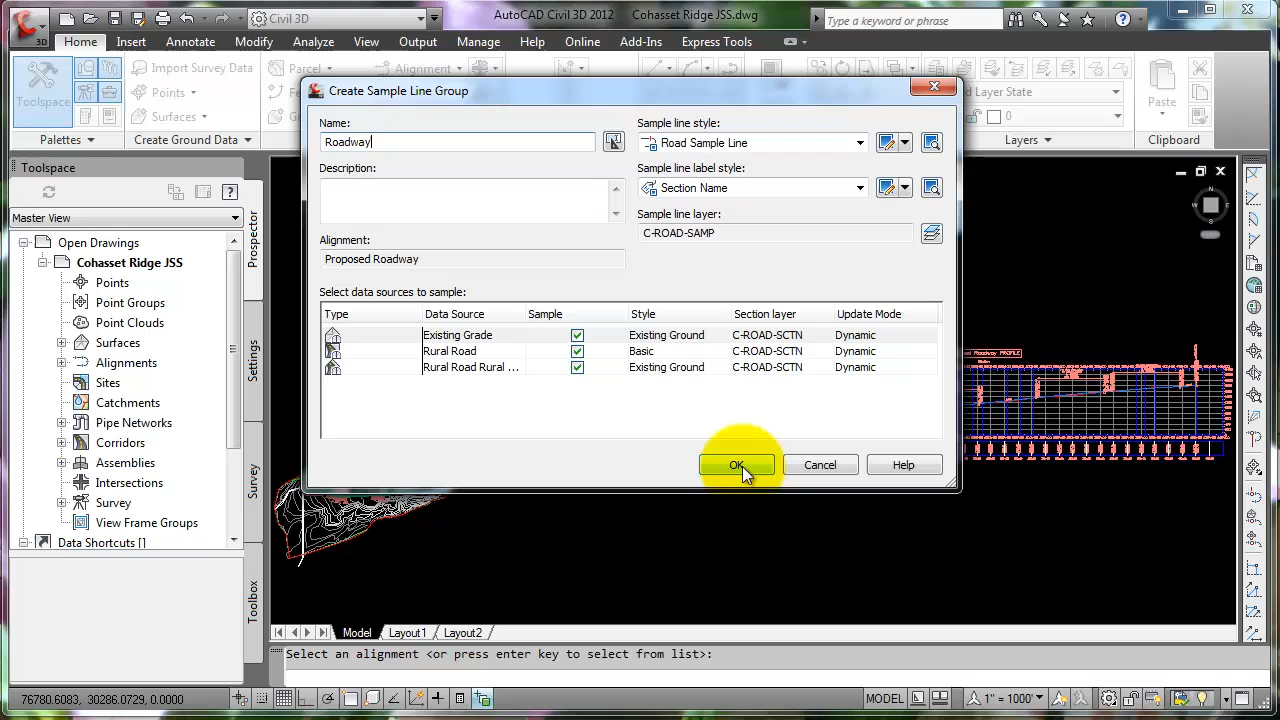 Civil 3D
AutoCAD Civil 3D 2012 Cohasset Ridge JSS.dwg
Type a keyword or phrase
3D
Home Insert Annotate Modify Analyze View Output Manage Help Online Add-Ins Express Tools
Toolspace
Import Survey Data
Points
Surfaces
Parcel
Alignment
Layer State
0
Paste
Palettes
Create Ground Data
Layers
Clipboard
Create Sample Line Group
Name:
Roadway
Description:
Alignment:
Proposed Roadway
Sample line style:
Road Sample Line
Sample line label style:
Section Name
Sample line layer:
C-ROAD-SAMP
Select data sources to sample:
Type Data Source Sample Style Section layer Update Mode
Existing Grade Existing Ground C-ROAD-SCTN Dynamic
Rural Road Basic C-ROAD-SCTN Dynamic
Rural Road Rural ... Existing Ground C-ROAD-SCTN Dynamic
OK Cancel Help
Toolspace
Master View
Open Drawings
Cohasset Ridge JSS
Points
Point Groups
Point Clouds
Surfaces
Alignments
Sites
Catchments
Pipe Networks
Corridors
Assemblies
Intersections
Survey
View Frame Groups
Data Shortcuts []
Prospector
Settings
Survey
Toolbox
N
W
S
Roadway PROFILE
Model Layout1 Layout2
Select an alignment <or press enter key to select from list>:
76780.6083, 30286.0729, 0.0000
MODEL
1" = 1000'